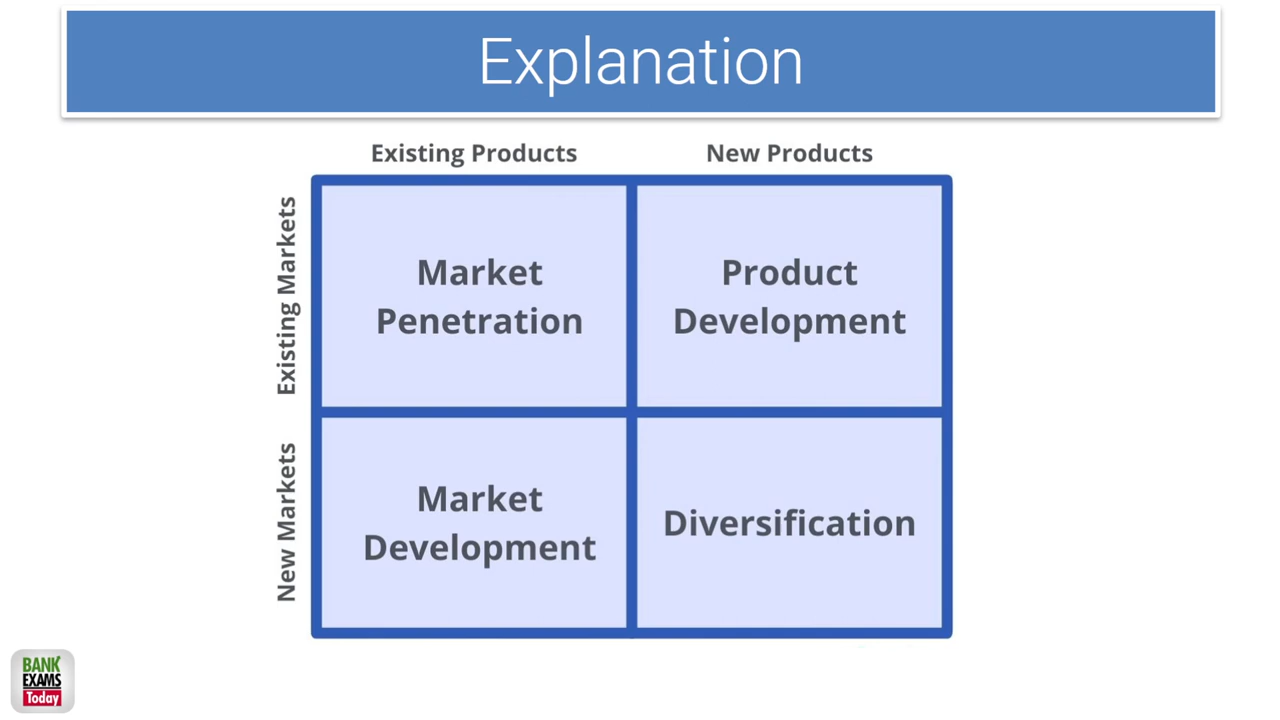 Explanation
Existing Products
New Products
Existing Markets
Market
Penetration
Product
Development
New Markets
Market
Development
Diversification
BANK
EXAMS
Today